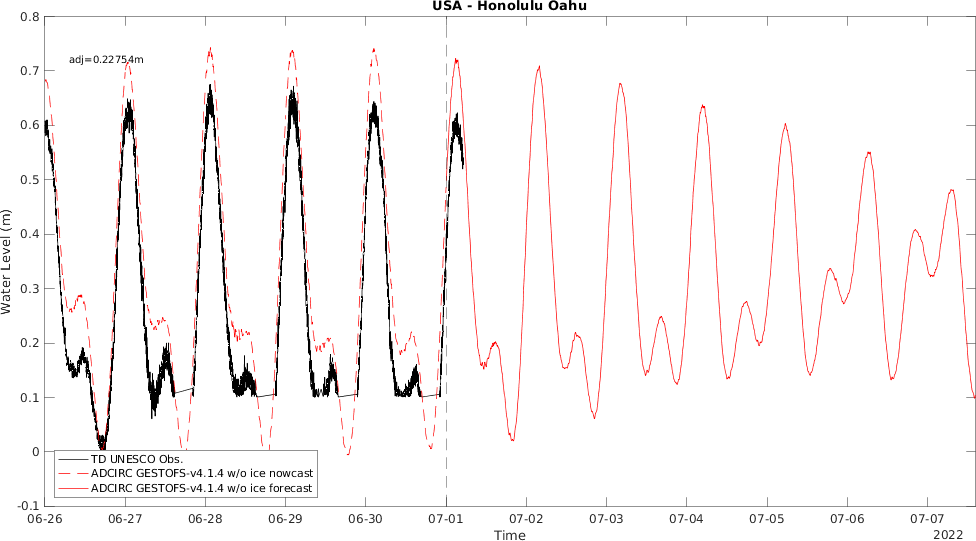 USA - Honolulu Oahu
adj=0.22754m
0.8
0.7
0.6
0.5
0.4
0.3
0.2
0.1
0
-0.1
Water Level (m)
TD UNESCO Obs.
ADCIRC GESTOFS-v4.1.4 w/o ice nowcast
ADCIRC GESTOFS-v4.1.4 w/o ice forecast
06-26 06-27 06-28 06-29 06-30 07-01 07-02 07-03 07-04 07-05 07-06 07-07
Time
2022